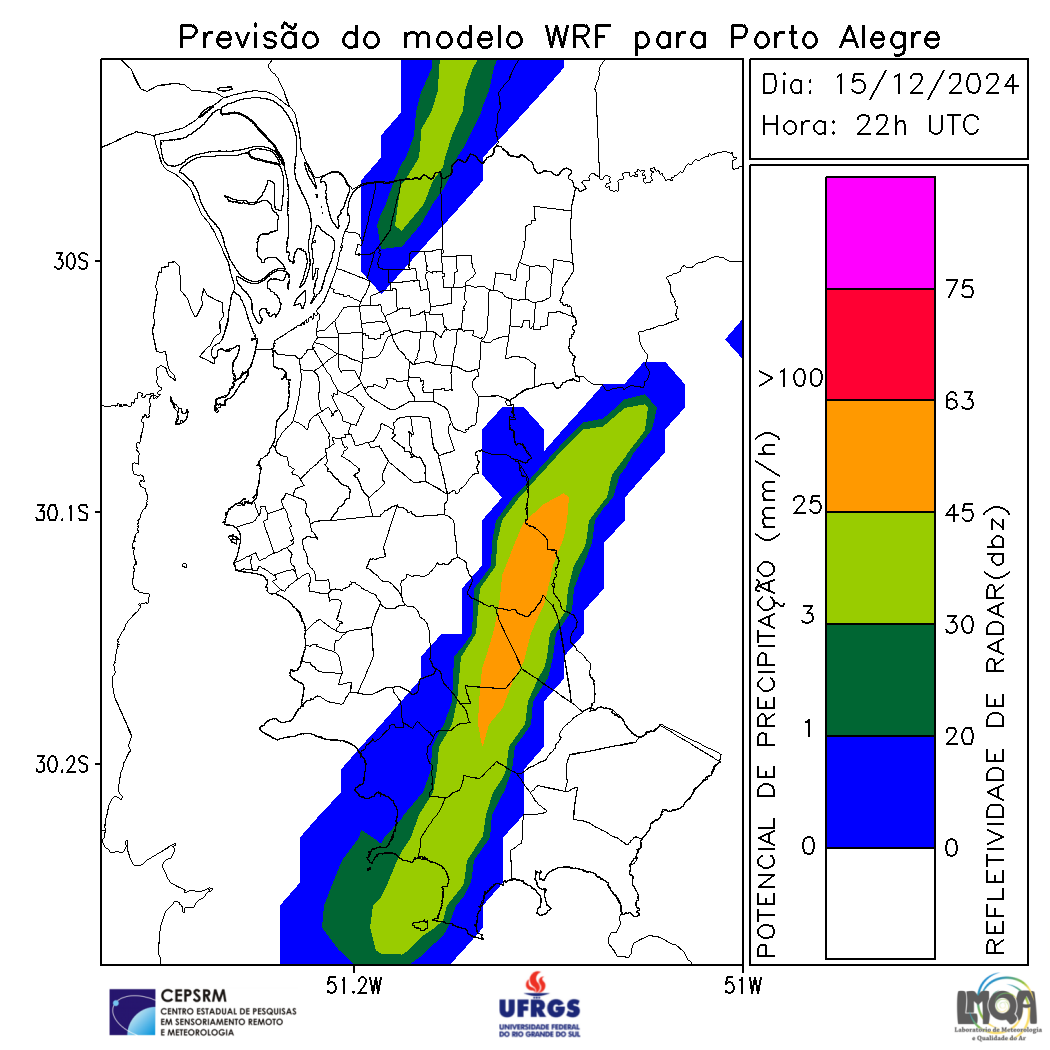 Previsão do modelo WRF para Porto Alegre
Dia: 15/12/2024
Hora: 22h UTC
30S
30.1S
30.2S
51.2W
51W
POTENCIAL DE PRECIPITAÇÃO (mm/h)
>100
25
3
1
0
75
63
45
30
20
0
REFLETIVIDADE DE RADAR(dbz)
CEPSRM
CENTRO ESTADUAL DE PESQUISAS
EM SENSORIAMENTO REMOTO
E METEOROLOGIA
UFRGS
UNIVERSIDADE FEDERAL
DO RIO GRANDE DO SUL
LMQA
Laboratório de Meteorologia
e Qualidade do Ar